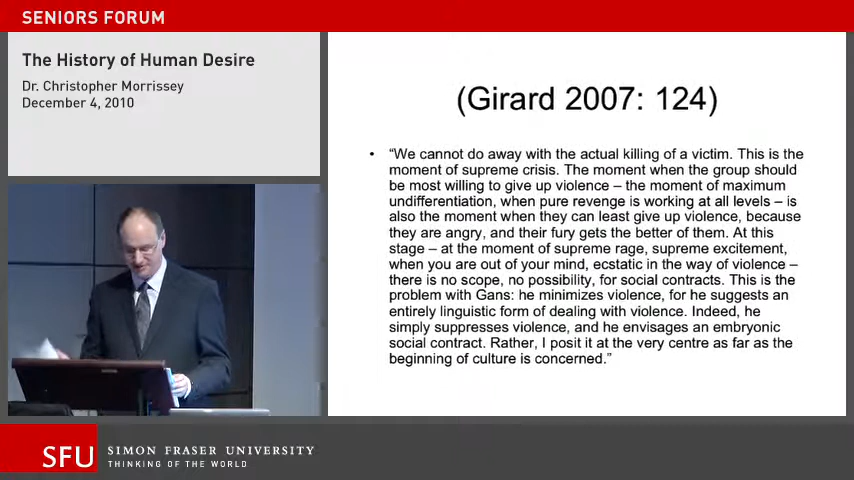 SENIORS FORUM
The History of Human Desire
Dr. Christopher Morrissey
December 4, 2010
(Girard 2007: 124)
• “We cannot do away with the actual killing of a victim. This is the
moment of supreme crisis. The moment when the group should
be most willing to give up violence – the moment of maximum
undifferentiation, when pure revenge is working at all levels – is
also the moment when they can least give up violence, because
they are angry, and their fury gets the better of them. At this
stage – at the moment of supreme rage, supreme excitement,
when you are out of your mind, ecstatic in the way of violence –
there is no scope, no possibility, for social contracts. This is the
problem with Gans: he minimizes violence, for he suggests an
entirely linguistic form of dealing with violence. Indeed, he
simply suppresses violence, and he envisages an embryonic
social contract. Rather, I posit it at the very centre as far as the
beginning of culture is concerned.”
SFU
SIMON FRASER UNIVERSITY
THINKING OF THE WORLD